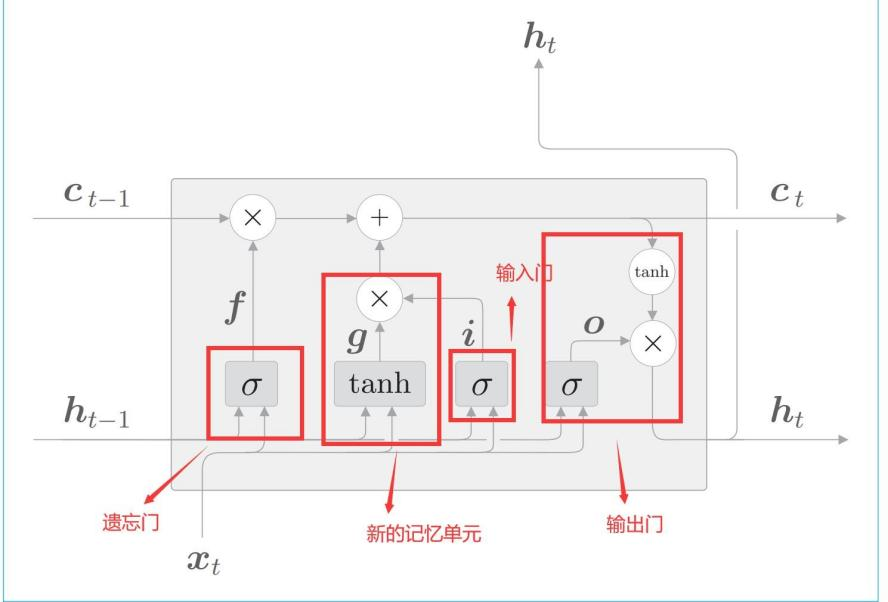 h_t
c_{t−1}
×
+
c_t
输入门
tanh
f
×
g
i
o
×
σ
tanh
σ
σ
h_{t−1}
h_t
遗忘门
新的记忆单元
输出门
x_t